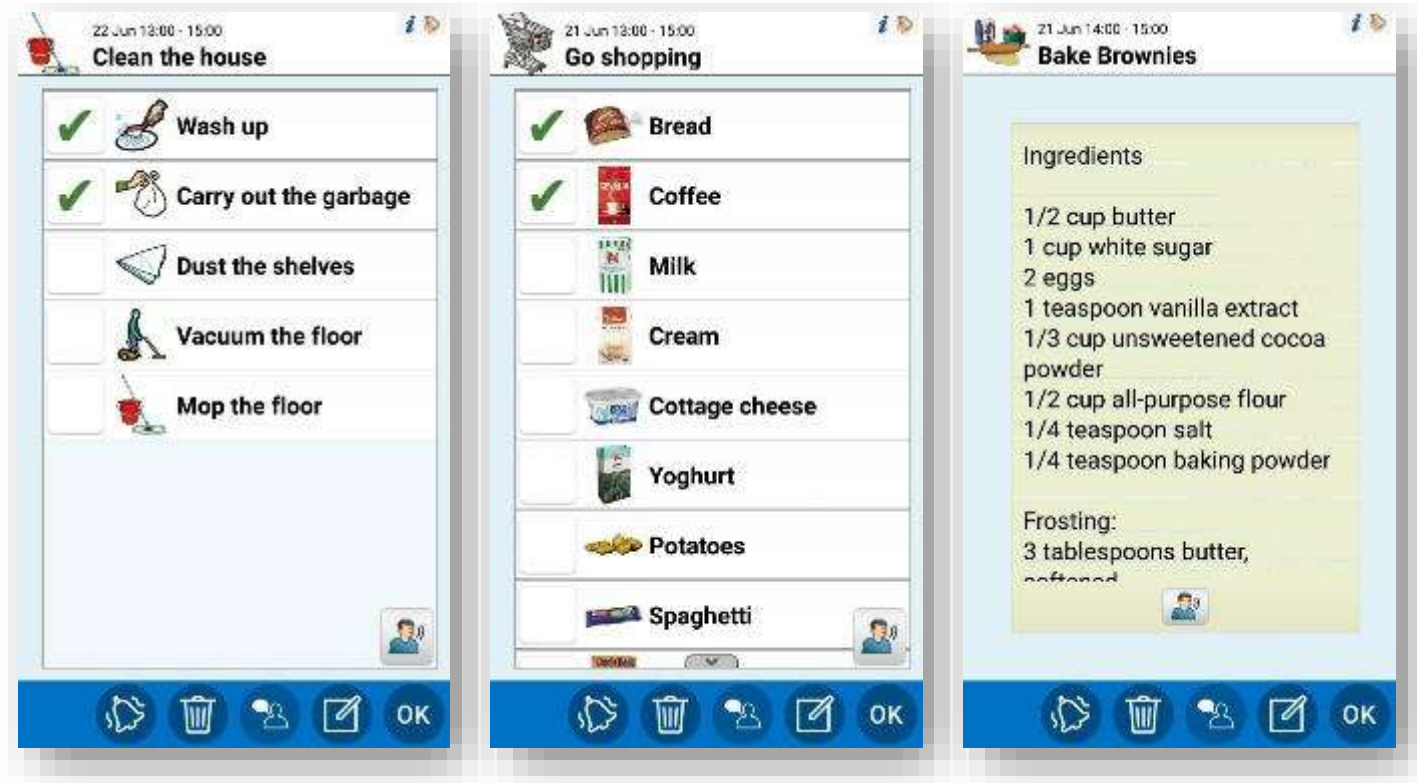 22 Jun 13:00 - 15:00
Clean the house
Wash up
Carry out the garbage
Dust the shelves
Vacuum the floor
Mop the floor
OK
21 Jun 13:00 - 15:00
Go shopping
Bread
Coffee
Milk
Cream
Cottage cheese
Yoghurt
Potatoes
Spaghetti
OK
21 Jun 14:00 - 15:00
Bake Brownies
Ingredients
1/2 cup butter
1 cup white sugar
2 eggs
1 teaspoon vanilla extract
1/3 cup unsweetened cocoa
powder
1/2 cup all-purpose flour
1/4 teaspoon salt
1/4 teaspoon baking powder
Frosting:
3 tablespoons butter,
softened
OK